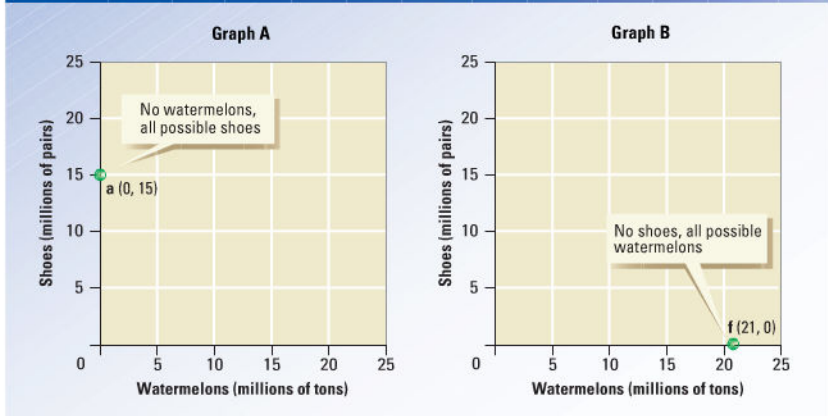 Graph A
25
20
15
10
5
0
5
10
15
20
25
Shoes (millions of pairs)
Watermelons (millions of tons)
No watermelons,
all possible shoes
a (0, 15)
Graph B
25
20
15
10
5
0
5
10
15
20
25
Shoes (millions of pairs)
Watermelons (millions of tons)
No shoes, all possible
watermelons
f (21, 0)